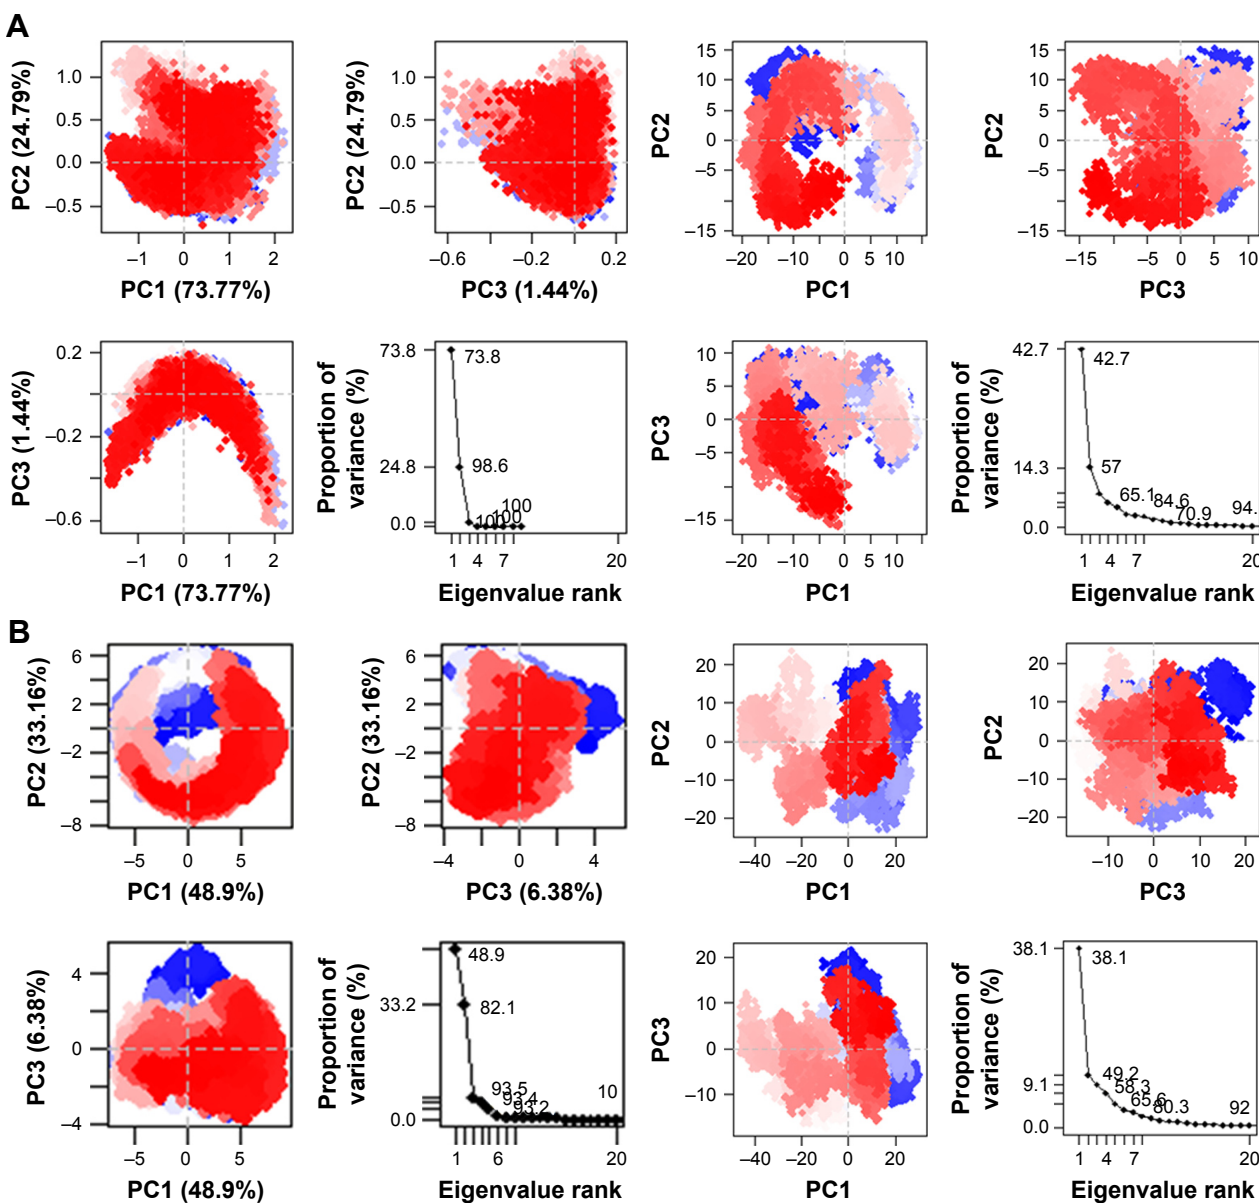 A
PC2 (24.79%)
1.0
0.5
0.0
–0.5
–1 0 1 2
PC1 (73.77%)
PC2 (24.79%)
1.0
0.5
0.0
–0.5
–0.6 –0.2 0.2
PC3 (1.44%)
PC2
15
10
5
0
–5
–15
–20 –10 0 5 10
PC1
PC2
15
10
5
0
–5
–15
–15 –5 0 5 10
PC3
PC3 (1.44%)
0.2
–0.2
–0.6
–1 0 1 2
PC1 (73.77%)
Proportion of
variance (%)
73.8
24.8
0.0
73.8
98.6
100
100
100
1 4 7 20
Eigenvalue rank
PC3
10
5
0
–5
–15
–20 –10 0 5 10
PC1
Proportion of
variance (%)
42.7
14.3
0.0
42.7
57
65.1
84.6
70.9
94.
1 4 7 20
Eigenvalue rank
B
PC2 (33.16%)
6
2
–2
–8
–5 0 5
PC1 (48.9%)
PC2 (33.16%)
6
2
–2
–8
–4 0 4
PC3 (6.38%)
PC2
20
10
0
–10
–20
–40 –20 0 20
PC1
PC2
20
10
0
–10
–20
–10 0 10 20
PC3
PC3 (6.38%)
4
0
–4
–5 0 5
PC1 (48.9%)
Proportion of
variance (%)
33.2
0.0
48.9
82.1
93.5
93.4
93.2
10
1 6 20
Eigenvalue rank
PC3
20
10
0
–10
–40 –20 0 20
PC1
Proportion of
variance (%)
38.1
9.1
0.0
38.1
49.2
58.3
65.6
80.3
92
1 4 7 20
Eigenvalue rank